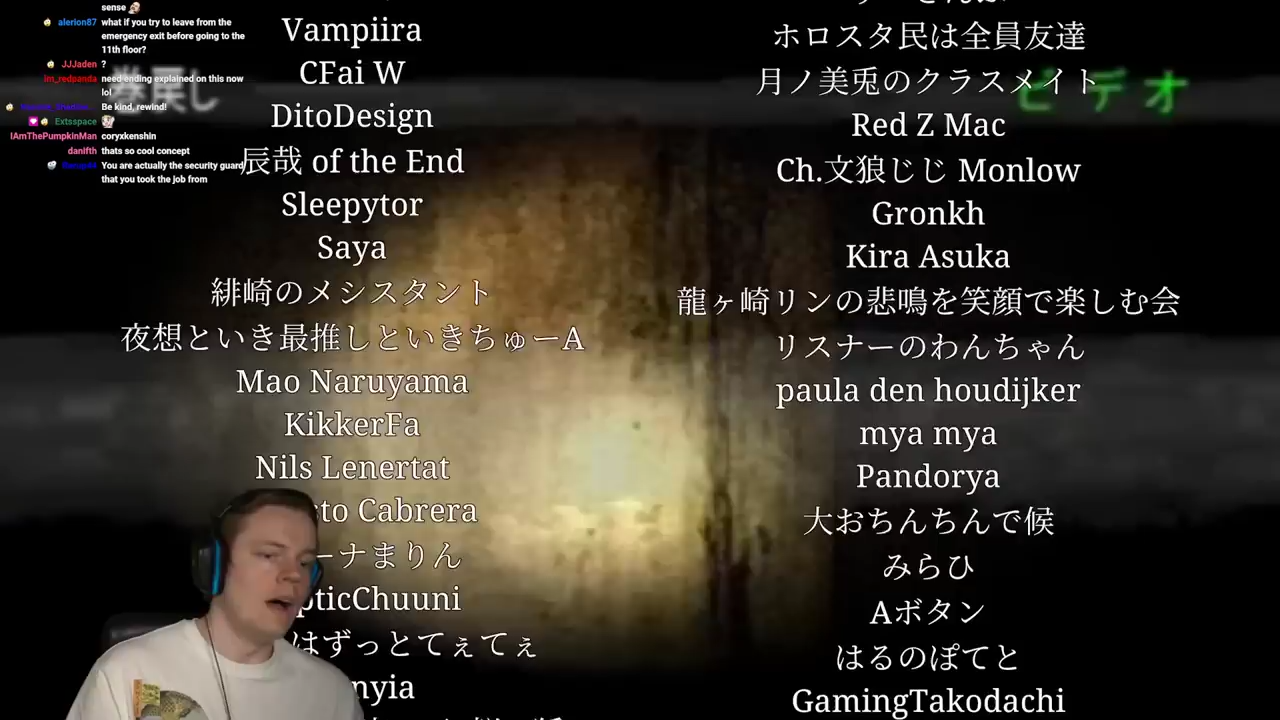 sense
alerion87 what if you try to leave from the
emergency exit before going to the
11th floor?
JJJaden ?
im_redpanda need ending explained on this now
lol
Be kind, rewind!
Extsspace
IAmThePumpkinMan coryxkenshin
danifth thats so cool concept
You are actually the security guard
that you took the job from
巻戻し
ビデオ
Vampiira
CFai W
DitoDesign
辰哉 of the End
Sleepytor
Saya
緋崎のメシスタント
夜想といき最推しといきちゅーA
Mao Naruyama
KikkerFa
Nils Lenertat
cto Cabrera
ーナまりん
pticChuuni
はずっとてぇてぇ
nyia
ホロスタ民は全員友達
月ノ美兎のクラスメイト
Red Z Mac
Ch.文狼じじ Monlow
Gronkh
Kira Asuka
龍ヶ崎リンの悲鳴を笑顔で楽しむ会
リスナーのわんちゃん
paula den houdijker
mya mya
Pandorya
大おちんちんで候
みらひ
Aボタン
はるのぽてと
GamingTakodachi